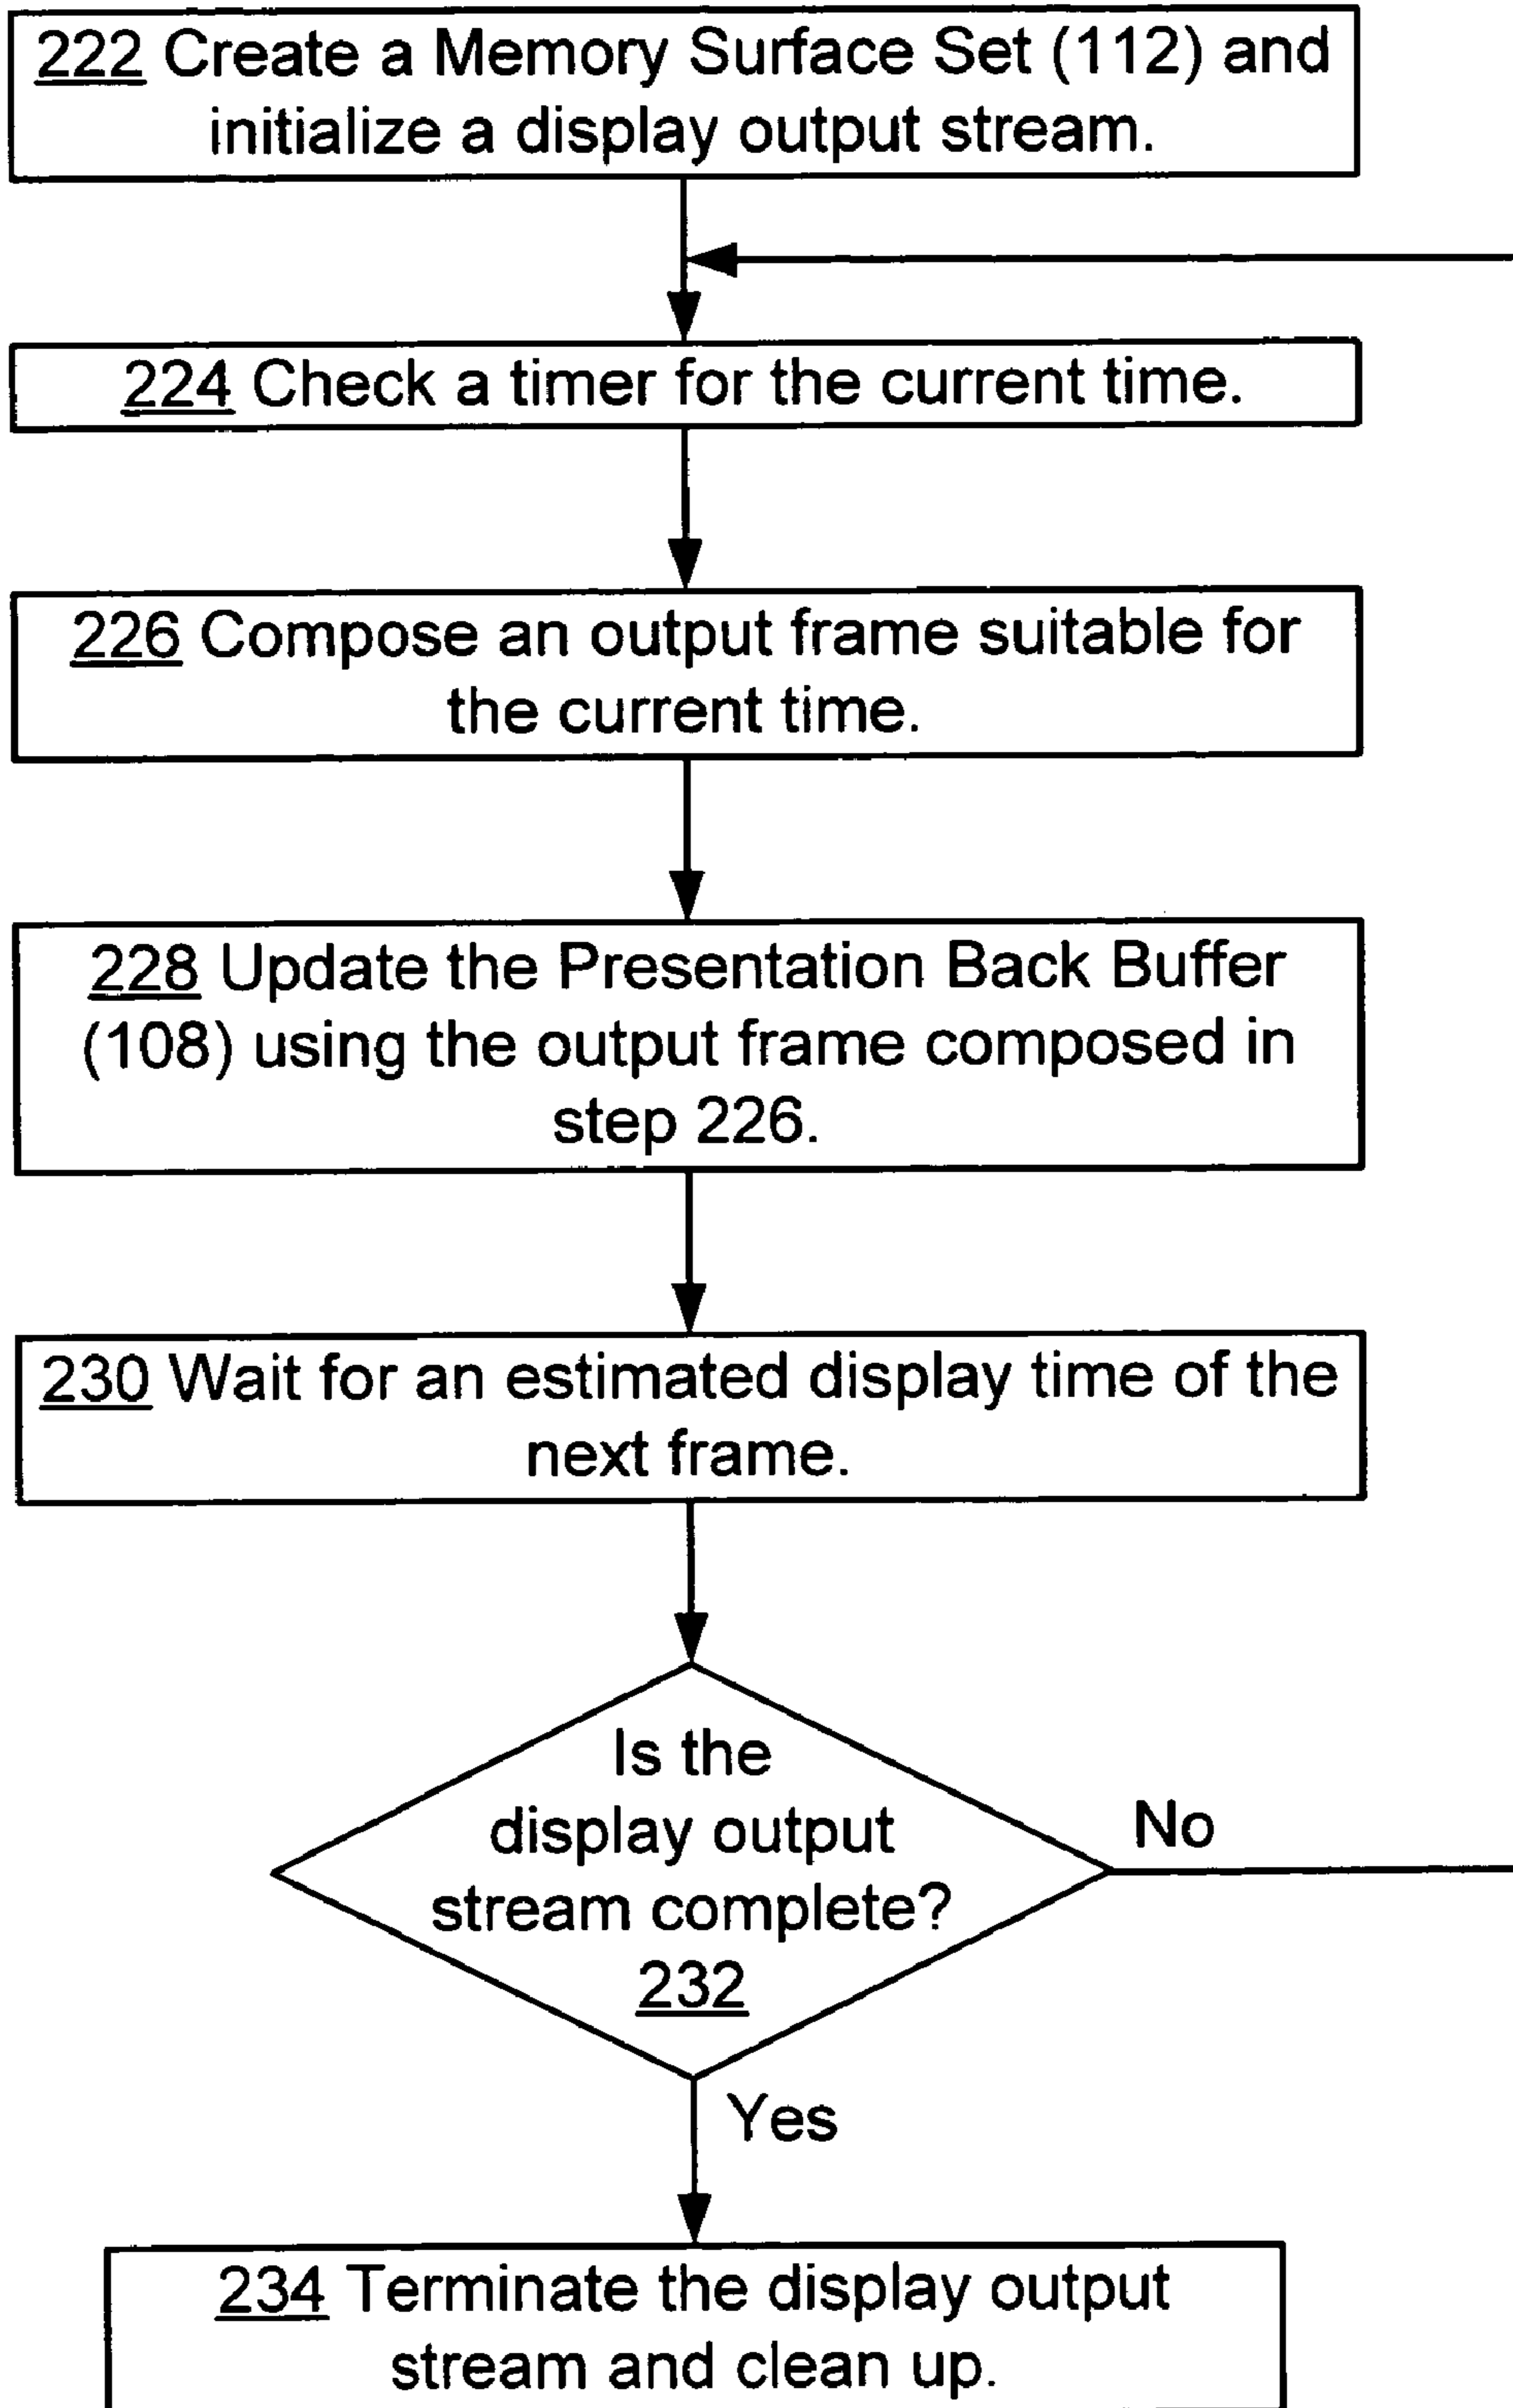 222 Create a Memory Surface Set (112) and
initialize a display output stream.
224 Check a timer for the current time.
226 Compose an output frame suitable for
the current time.
228 Update the Presentation Back Buffer
(108) using the output frame composed in
step 226.
230 Wait for an estimated display time of the
next frame.
Is the
display output
stream complete?
232
No
Yes
234 Terminate the display output
stream and clean up.